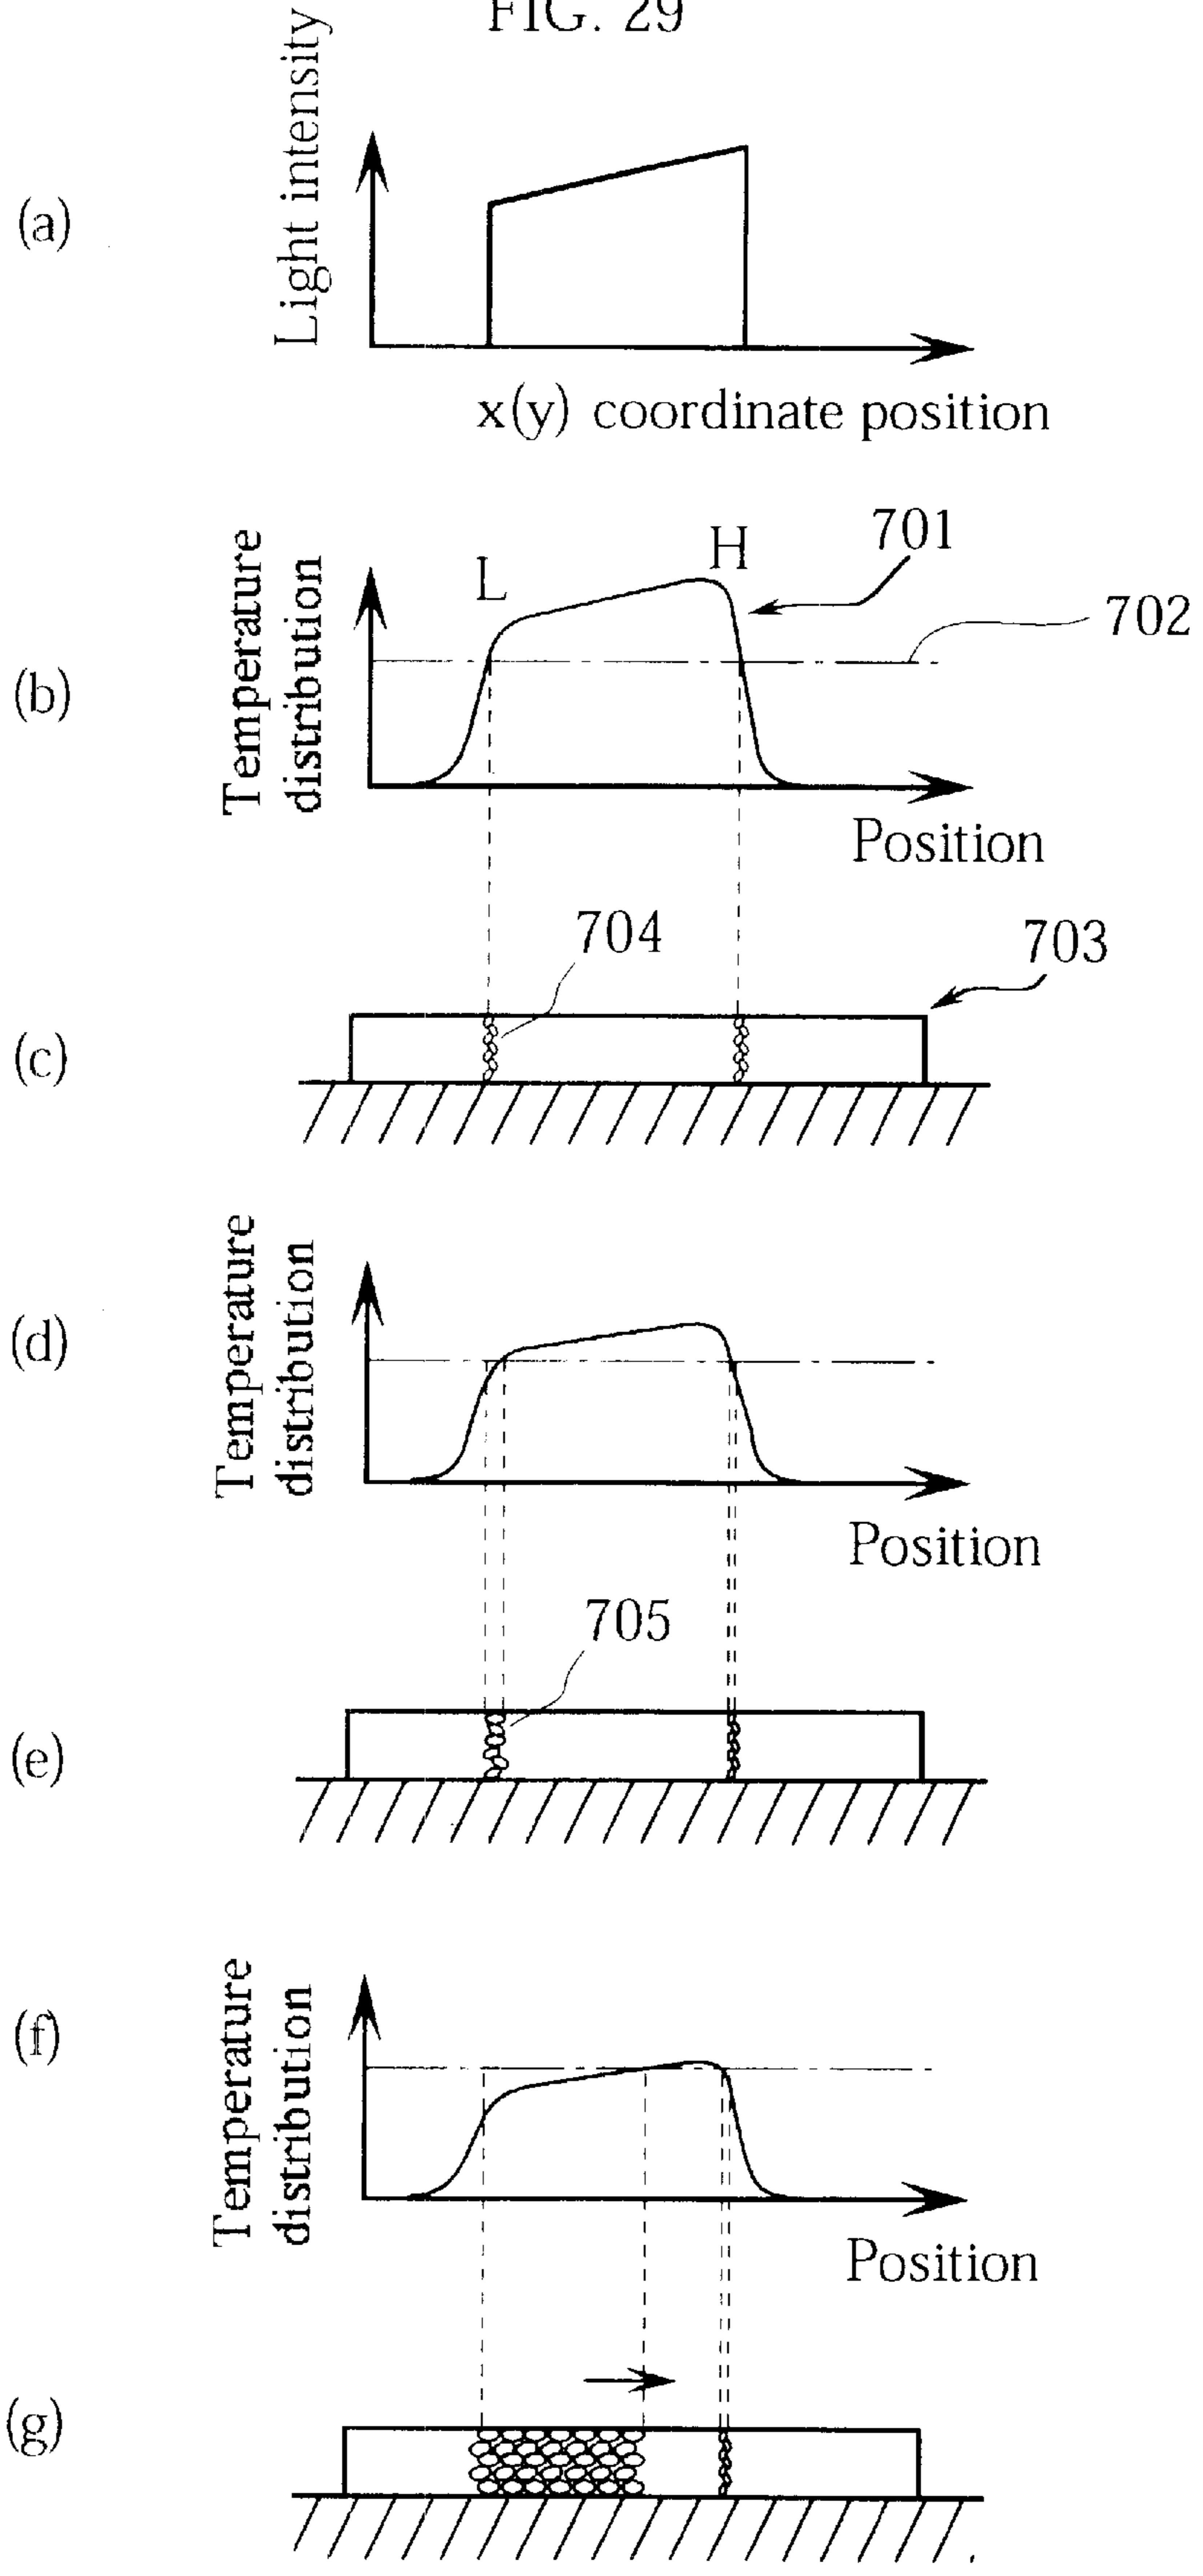 FIG. 29
(a)
Light intensity
x(y) coordinate position
(b)
Temperature
distribution
L
H
701
702
Position
(c)
704
703
(d)
Temperature
distribution
Position
(e)
705
(f)
Temperature
distribution
Position
(g)